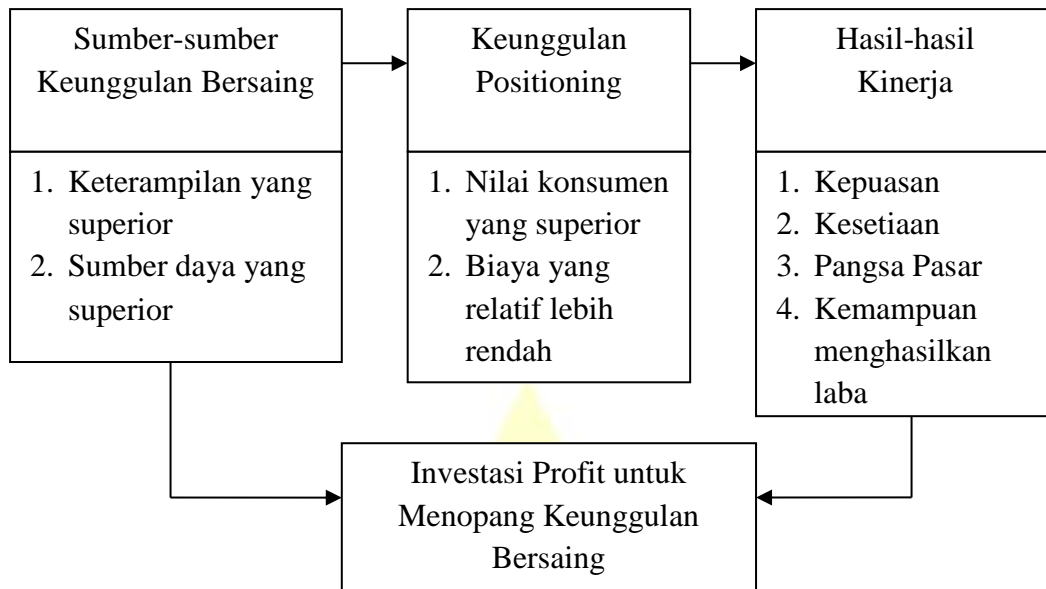 Sumber-sumber
Keunggulan Bersaing
Keunggulan
Positioning
Hasil-hasil
Kinerja
1. Keterampilan yang
superior
2. Sumber daya yang
superior
1. Nilai konsumen
yang superior
2. Biaya yang
relatif lebih
rendah
1. Kepuasan
2. Kesetiaan
3. Pangsa Pasar
4. Kemampuan
menghasilkan
laba
Investasi Profit untuk
Menopang Keunggulan
Bersaing